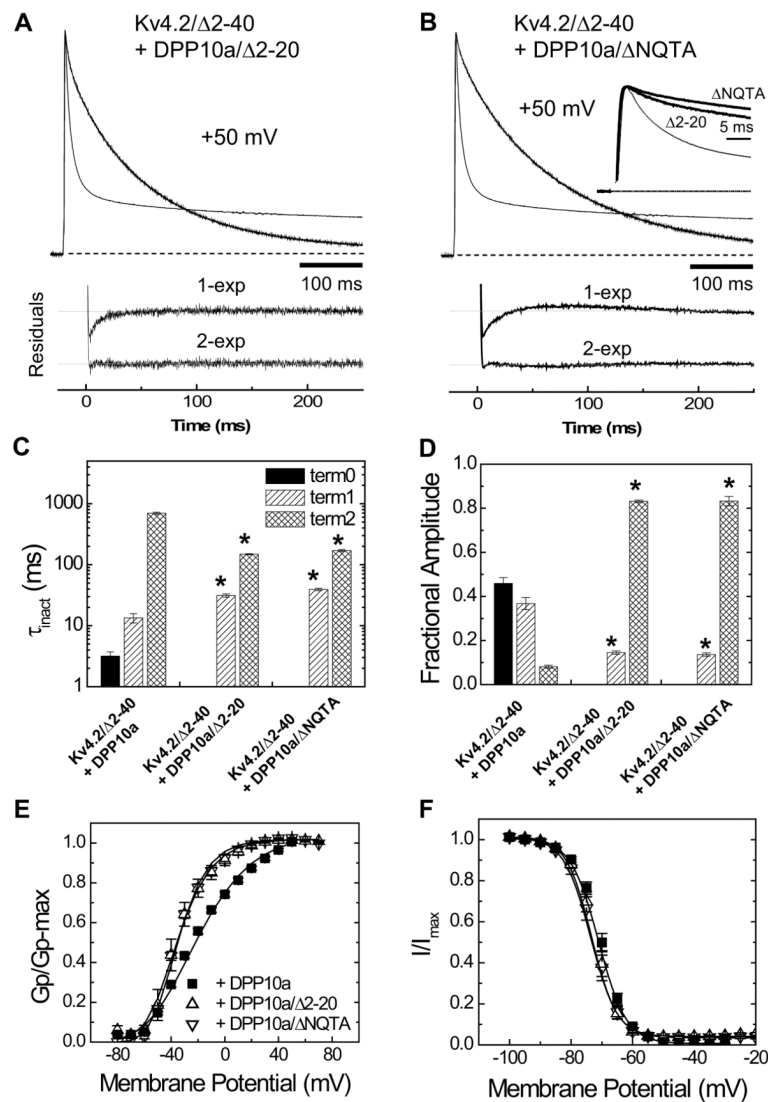 A
Kv4.2/Δ2-40
+ DPP10a/Δ2-20
+50 mV
100 ms
Residuals
1-exp
2-exp
0 100 200
Time (ms)
B
Kv4.2/Δ2-40
+ DPP10a/ΔNQTA
+50 mV
ΔNQTA
Δ2-20
5 ms
100 ms
1-exp
2-exp
0 100 200
Time (ms)
C
τinact (ms)
1000
100
10
1
term0
term1
term2
* * * *
Kv4.2/Δ2-40
+ DPP10a
Kv4.2/Δ2-40
+ DPP10a/Δ2-20
Kv4.2/Δ2-40
+ DPP10a/ΔNQTA
D
Fractional Amplitude
1.0
0.8
0.6
0.4
0.2
0.0
* * * *
Kv4.2/Δ2-40
+ DPP10a
Kv4.2/Δ2-40
+ DPP10a/Δ2-20
Kv4.2/Δ2-40
+ DPP10a/ΔNQTA
E
Gp/Gp-max
1.0
0.8
0.6
0.4
0.2
0.0
+ DPP10a
+ DPP10a/Δ2-20
+ DPP10a/ΔNQTA
-80 -40 0 40 80
Membrane Potential (mV)
F
I/Imax
1.0
0.8
0.6
0.4
0.2
0.0
-100 -80 -60 -40 -20
Membrane Potential (mV)